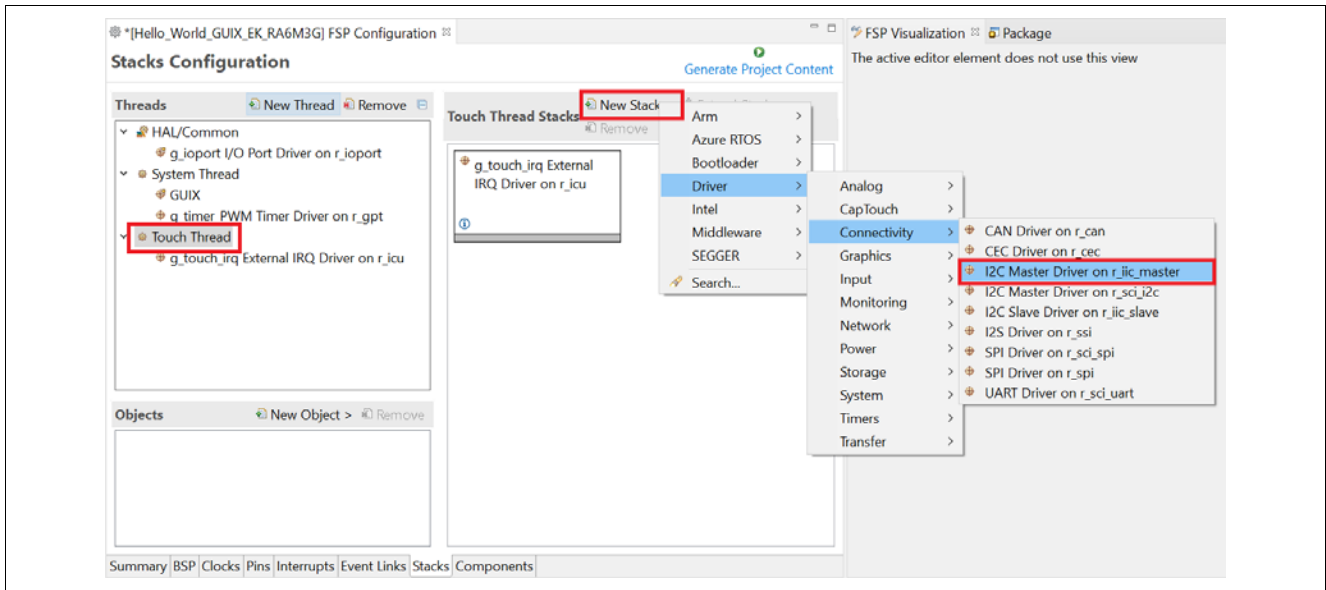 *[Hello_World_GUIX_EK_RA6M3G] FSP Configuration
Stacks Configuration
Generate Project Content
Threads
New Thread
Remove
HAL/Common
g_ioport I/O Port Driver on r_ioport
System Thread
GUIX
g_timer PWM Timer Driver on r_gpt
Touch Thread
g_touch_irq External IRQ Driver on r_icu
Objects
New Object >
Remove
Touch Thread Stacks
New Stack
Remove
g_touch_irq External
IRQ Driver on r_icu
Arm
Azure RTOS
Bootloader
Driver
Intel
Middleware
SEGGER
Search...
Analog
CapTouch
Connectivity
Graphics
Input
Monitoring
Network
Power
Storage
System
Timers
Transfer
CAN Driver on r_can
CEC Driver on r_cec
I2C Master Driver on r_iic_master
I2C Master Driver on r_sci_i2c
I2C Slave Driver on r_iic_slave
I2S Driver on r_ssi
SPI Driver on r_sci_spi
SPI Driver on r_spi
UART Driver on r_sci_uart
FSP Visualization
Package
The active editor element does not use this view
Summary BSP Clocks Pins Interrupts Event Links Stacks Components